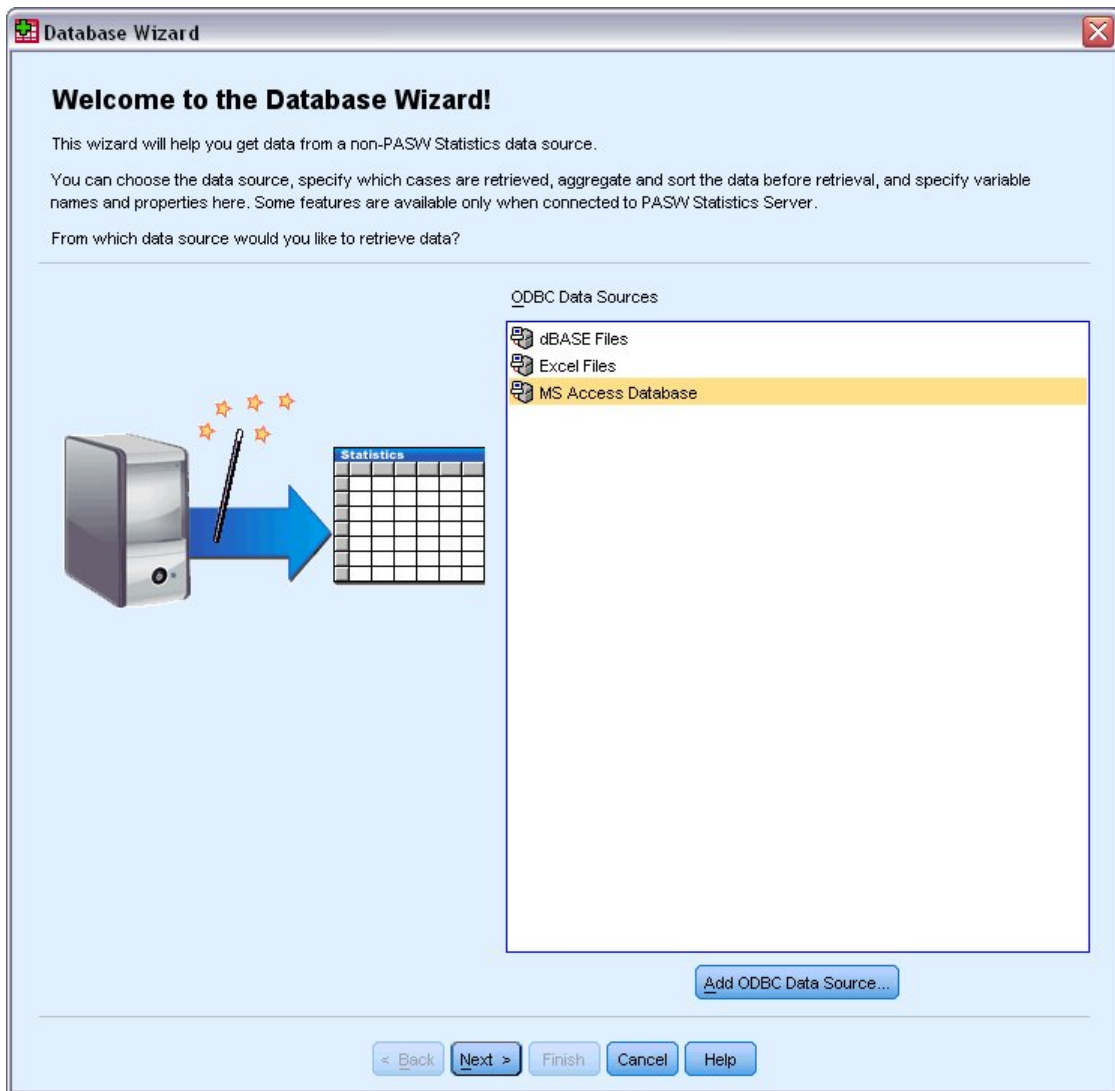 Database Wizard
Welcome to the Database Wizard!
This wizard will help you get data from a non-PASW Statistics data source.
You can choose the data source, specify which cases are retrieved, aggregate and sort the data before retrieval, and specify variable
names and properties here. Some features are available only when connected to PASW Statistics Server.
From which data source would you like to retrieve data?
ODBC Data Sources
dBASE Files
Excel Files
MS Access Database
Statistics
Add ODBC Data Source...
< Back
Next >
Finish
Cancel
Help